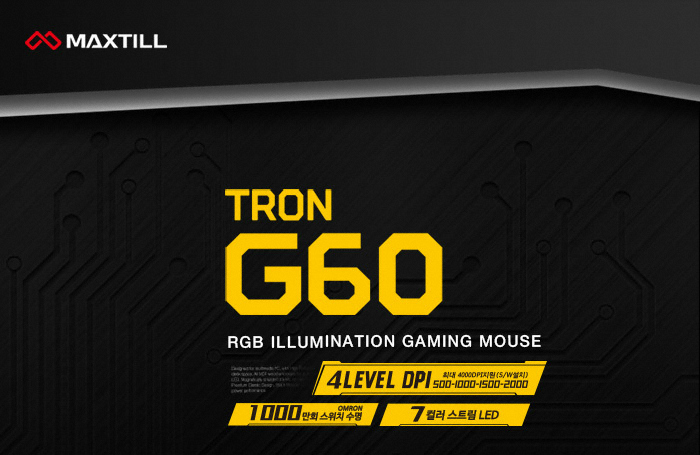 MAXTILL
TRON
G60
RGB ILLUMINATION GAMING MOUSE
4LEVEL DPI
최대 4000DPI지원(S/W설치)
500-1000-1500-2000
1000만회 스위치 수명
OMRON
7컬러 스트림 LED